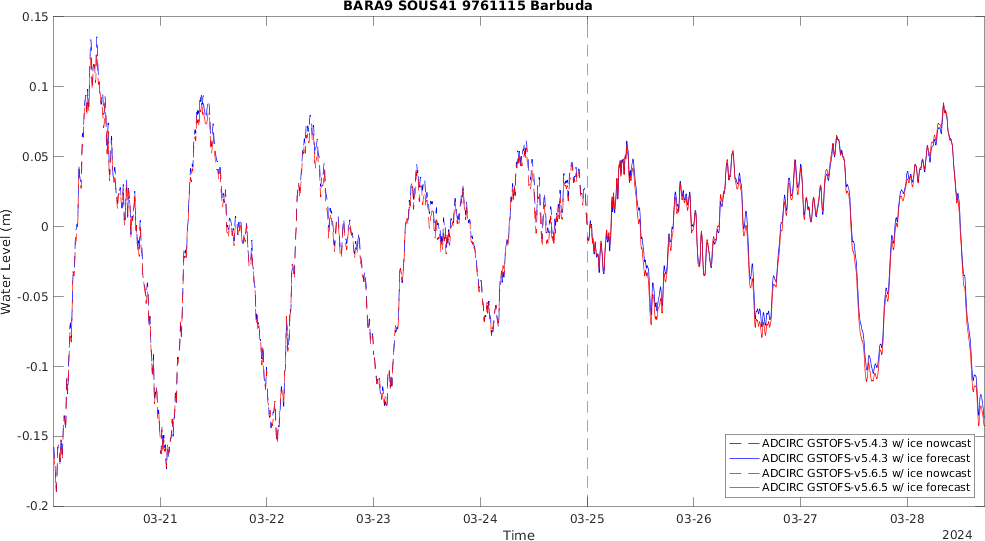 BARA9 SOUS41 9761115 Barbuda
0.15
0.1
0.05
0
-0.05
-0.1
-0.15
-0.2
Water Level (m)
03-21 03-22 03-23 03-24 03-25 03-26 03-27 03-28
Time
2024
ADCIRC GSTOFS-v5.4.3 w/ ice nowcast
ADCIRC GSTOFS-v5.4.3 w/ ice forecast
ADCIRC GSTOFS-v5.6.5 w/ ice nowcast
ADCIRC GSTOFS-v5.6.5 w/ ice forecast